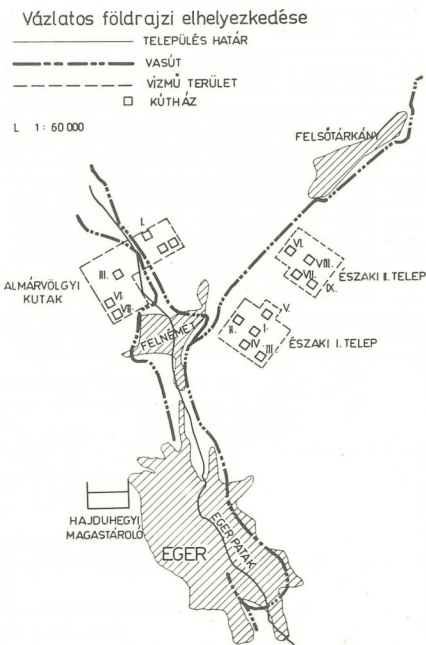 Vázlatos földrajzi elhelyezkedése
TELEPÜLÉS HATÁR
VASÚT
VÍZMŰ TERÜLET
KÚTHÁZ
L 1:60 000
FELSŐTÁRKÁNY
I.
III.
VI.
VII.
ALMÁRVÖLGYI
KUTAK
VI.
VIII.
VII.
IX.
ÉSZAKI II. TELEP
V.
II.
I.
IV.
III.
ÉSZAKI I. TELEP
FELNÉMET
HAJDUHEGYI
MAGASTÁROLÓ
EGER
EGER PATAK